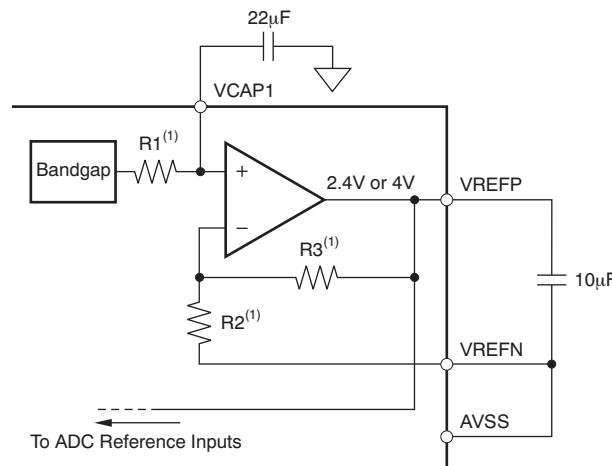 22μF
VCAP1
R1(1)
Bandgap
+
2.4V or 4V
VREFP
−
R3(1)
10μF
R2(1)
VREFN
AVSS
To ADC Reference Inputs